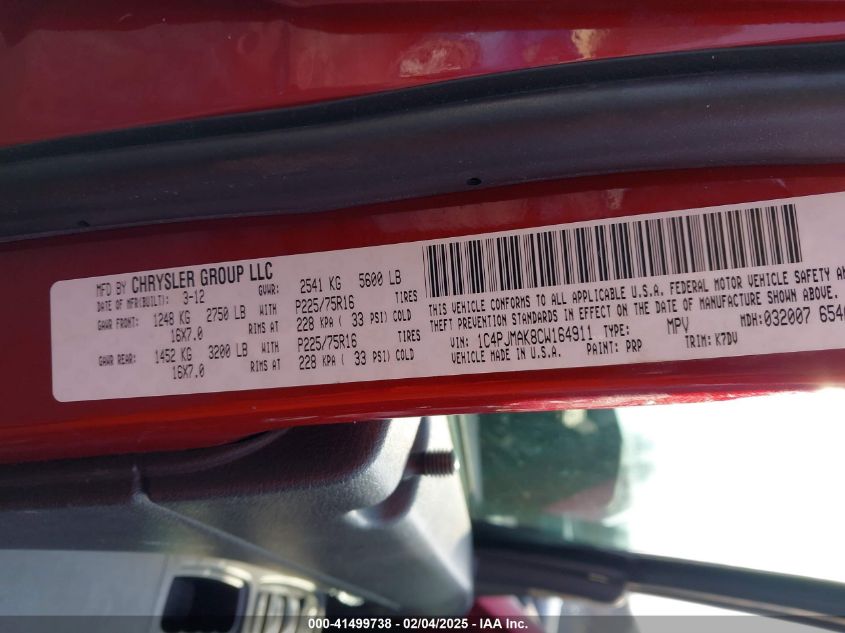 MFD BY CHRYSLER GROUP LLC
DATE OF MFR(BUILT): 3-12 GVWR: 2541 KG 5600 LB
GAWR FRONT: 1248 KG 2750 LB WITH P225/75R16 TIRES
16X7.0 RIMS AT 228 KPA ( 33 PSI) COLD
GAWR REAR: 1452 KG 3200 LB WITH P225/75R16 TIRES
16X7.0 RIMS AT 228 KPA ( 33 PSI) COLD
THIS VEHICLE CONFORMS TO ALL APPLICABLE U.S.A. FEDERAL MOTOR VEHICLE SAFETY
THEFT PREVENTION STANDARDS IN EFFECT ON THE DATE OF MANUFACTURE SHOWN ABOVE
VIN: 1C4PJMAK8CW164911 TYPE: MPV MDH: 032007
VEHICLE MADE IN U.S.A. PAINT: PRP TRIM: K7DV
000-41499738 - 02/04/2025 - IAA Inc.